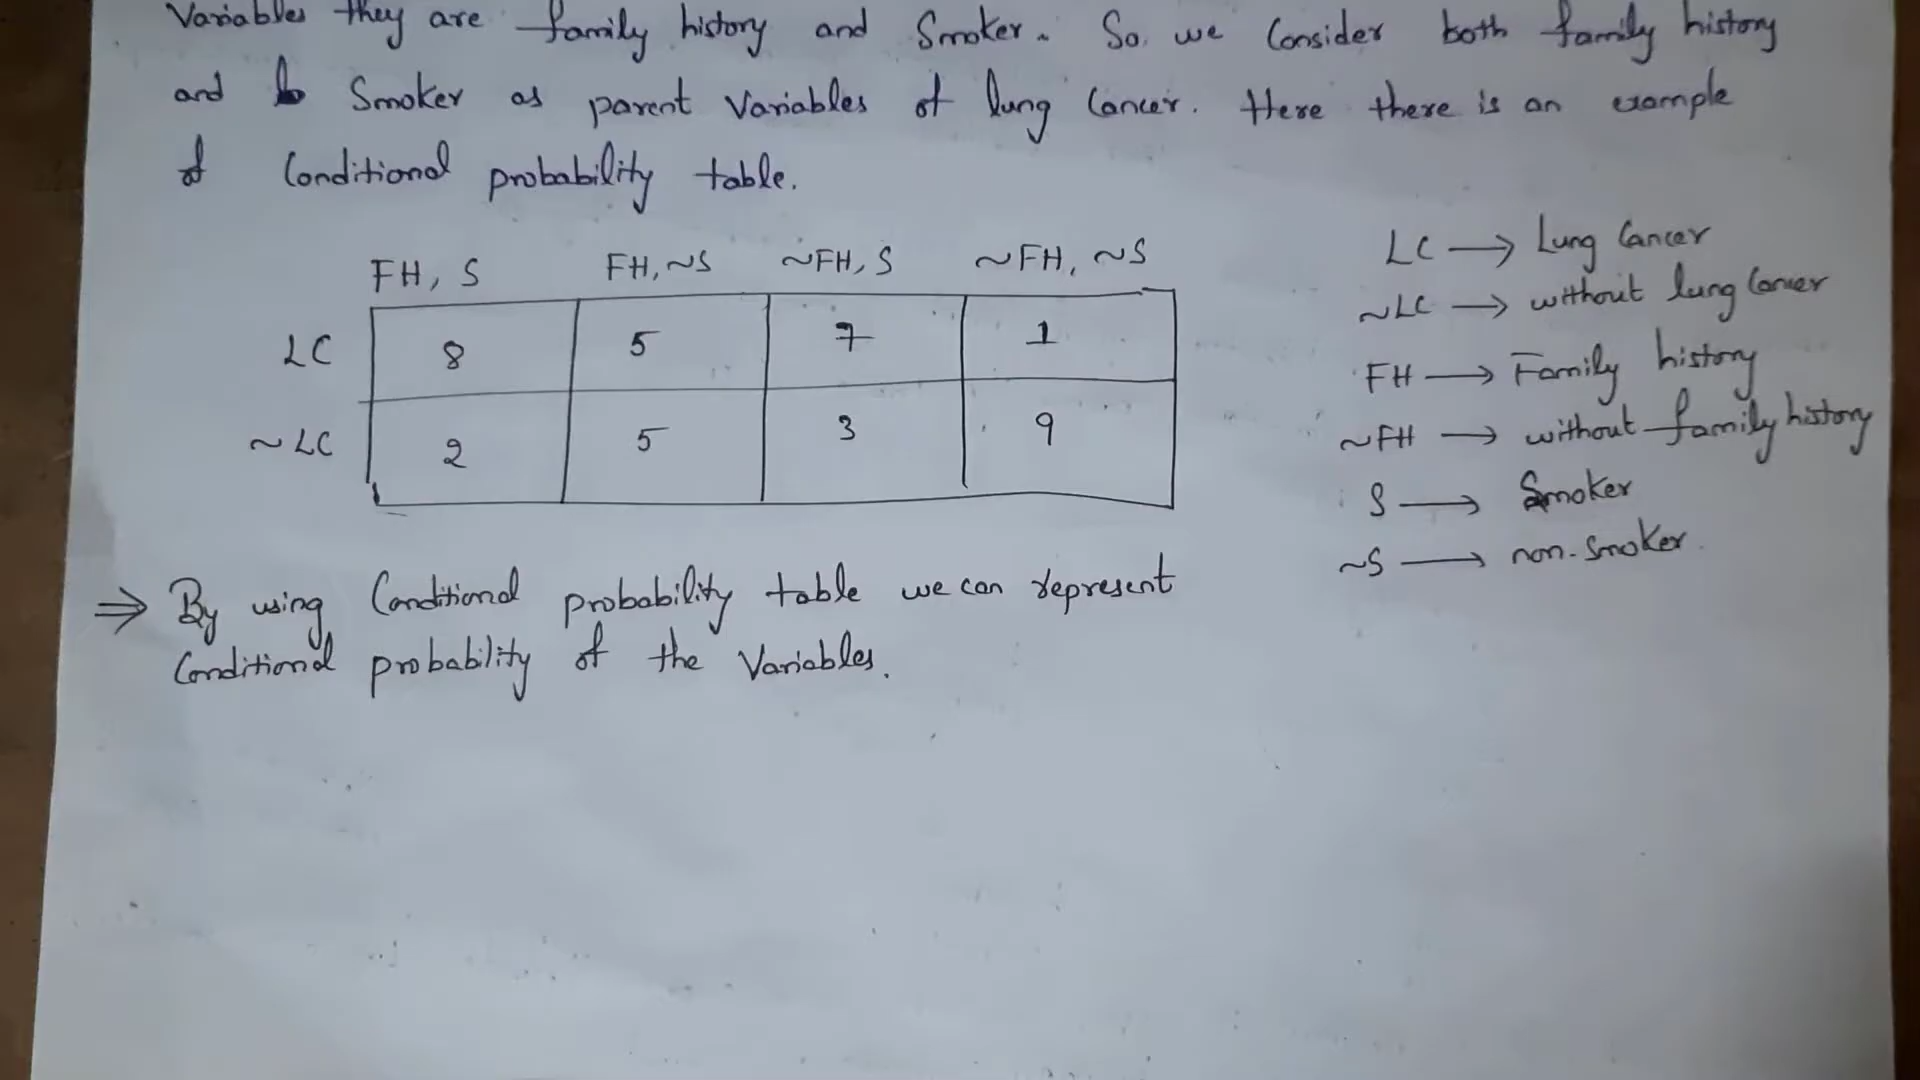 Variables they are family history and Smoker. So we Consider both family history
and Smoker as parent Variables of lung Cancer. Here there is an example
of Conditional probability table.
FH, S FH, ~S ~FH, S ~FH, ~S
LC 8 5 7 1
~LC 2 5 3 9
LC → Lung Cancer
~LC → without lung Cancer
FH → Family history
~FH → without family history
S → Smoker
~S → non-smoker.
⇒ By using Conditional probability table we can represent
Conditional probability of the Variables.